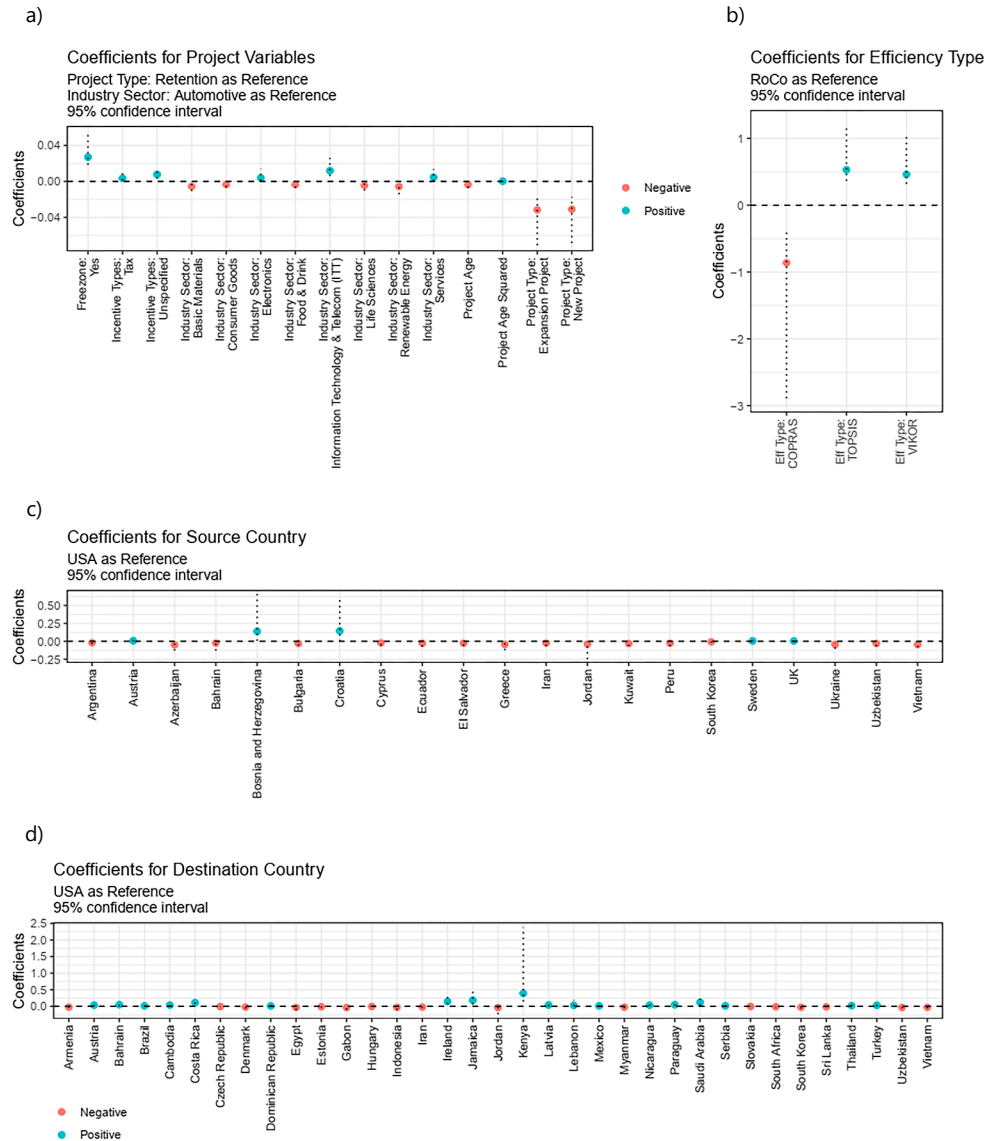 a)
Coefficients for Project Variables
Project Type: Retention as Reference
Industry Sector: Automotive as Reference
95% confidence interval
Coefficients
0.04
0.00
−0.04
Freezone:
Yes
Incentive Types:
Tax
Incentive Types:
Unspecified
Industry Sector:
Basic Materials
Industry Sector:
Consumer Goods
Industry Sector:
Electronics
Industry Sector:
Food & Drink
Industry Sector:
Information Technology & Telecom (ITT)
Industry Sector:
Life Sciences
Industry Sector:
Renewable Energy
Industry Sector:
Services
Project Age
Project Age Squared
Project Type:
Expansion Project
Project Type:
New Project
Negative
Positive
b)
Coefficients for Efficiency Type
RoCo as Reference
95% confidence interval
Coefficients
1
0
−1
−2
−3
Eff Type:
COPRAS
Eff Type:
TOPSIS
Eff Type:
VIKOR
c)
Coefficients for Source Country
USA as Reference
95% confidence interval
Coefficients
0.50
0.25
0.00
−0.25
Argentina
Austria
Azerbaijan
Bahrain
Bosnia and Herzegovina
Bulgaria
Croatia
Cyprus
Ecuador
El Salvador
Greece
Iran
Jordan
Kuwait
Peru
South Korea
Sweden
UK
Ukraine
Uzbekistan
Vietnam
d)
Coefficients for Destination Country
USA as Reference
95% confidence interval
Coefficients
2.5
2.0
1.5
1.0
0.5
0.0
Armenia
Austria
Bahrain
Brazil
Cambodia
Costa Rica
Czech Republic
Denmark
Dominican Republic
Egypt
Estonia
Gabon
Hungary
Indonesia
Iran
Ireland
Jamaica
Jordan
Kenya
Latvia
Lebanon
Mexico
Myanmar
Nicaragua
Paraguay
Saudi Arabia
Serbia
Slovakia
South Africa
South Korea
Sri Lanka
Thailand
Turkey
Uzbekistan
Vietnam
Negative
Positive